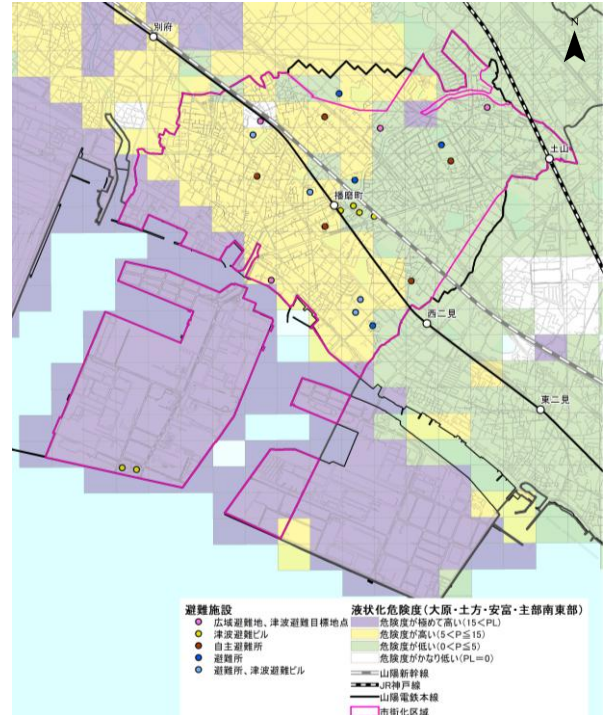 別府
N
土山
播磨町
西二見
東二見
避難施設
広域避難地、津波避難目標地点
津波避難ビル
自主避難所
避難所
避難所、津波避難ビル
液状化危険度(大原・土方・安富・主部南東部)
危険度が極めて高い(15<PL)
危険度が高い(5<P≦15)
危険度が低い(0<P≦5)
危険度がかなり低い(PL=0)
山陽新幹線
JR神戸線
山陽電鉄本線
市街化区域